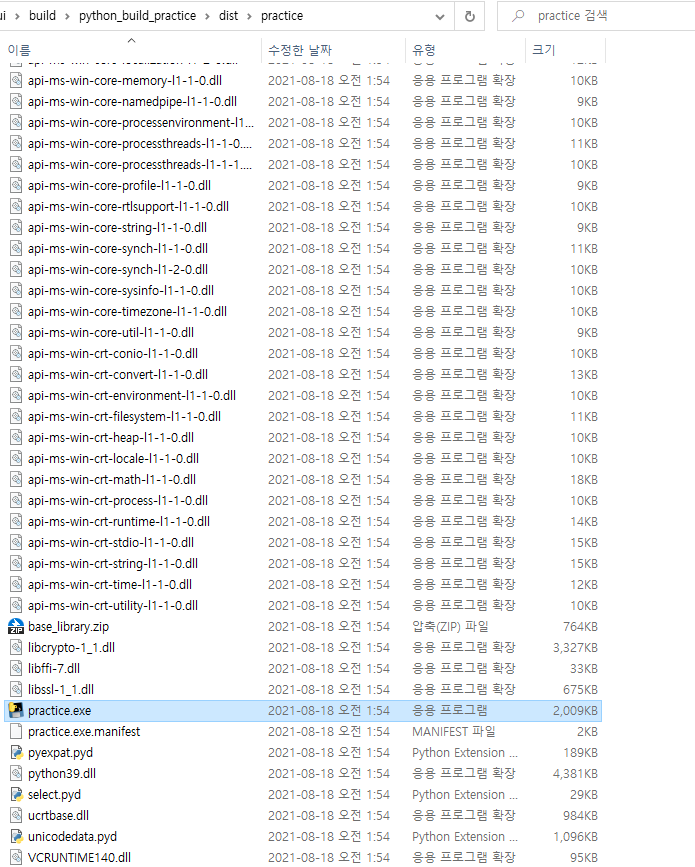 ui > build > python_build_practice > dist > practice
practice 검색
이름 수정한 날짜 유형 크기
api-ms-win-core-localization-l1-2-0.dll 2021-08-18 오전 1:54 응용 프로그램 확장 12KB
api-ms-win-core-memory-l1-1-0.dll 2021-08-18 오전 1:54 응용 프로그램 확장 10KB
api-ms-win-core-namedpipe-l1-1-0.dll 2021-08-18 오전 1:54 응용 프로그램 확장 9KB
api-ms-win-core-processenvironment-l1... 2021-08-18 오전 1:54 응용 프로그램 확장 10KB
api-ms-win-core-processthreads-l1-1-0.... 2021-08-18 오전 1:54 응용 프로그램 확장 11KB
api-ms-win-core-processthreads-l1-1-1.... 2021-08-18 오전 1:54 응용 프로그램 확장 10KB
api-ms-win-core-profile-l1-1-0.dll 2021-08-18 오전 1:54 응용 프로그램 확장 9KB
api-ms-win-core-rtlsupport-l1-1-0.dll 2021-08-18 오전 1:54 응용 프로그램 확장 10KB
api-ms-win-core-string-l1-1-0.dll 2021-08-18 오전 1:54 응용 프로그램 확장 9KB
api-ms-win-core-synch-l1-1-0.dll 2021-08-18 오전 1:54 응용 프로그램 확장 11KB
api-ms-win-core-synch-l1-2-0.dll 2021-08-18 오전 1:54 응용 프로그램 확장 10KB
api-ms-win-core-sysinfo-l1-1-0.dll 2021-08-18 오전 1:54 응용 프로그램 확장 10KB
api-ms-win-core-timezone-l1-1-0.dll 2021-08-18 오전 1:54 응용 프로그램 확장 10KB
api-ms-win-core-util-l1-1-0.dll 2021-08-18 오전 1:54 응용 프로그램 확장 9KB
api-ms-win-crt-conio-l1-1-0.dll 2021-08-18 오전 1:54 응용 프로그램 확장 10KB
api-ms-win-crt-convert-l1-1-0.dll 2021-08-18 오전 1:54 응용 프로그램 확장 13KB
api-ms-win-crt-environment-l1-1-0.dll 2021-08-18 오전 1:54 응용 프로그램 확장 10KB
api-ms-win-crt-filesystem-l1-1-0.dll 2021-08-18 오전 1:54 응용 프로그램 확장 11KB
api-ms-win-crt-heap-l1-1-0.dll 2021-08-18 오전 1:54 응용 프로그램 확장 10KB
api-ms-win-crt-locale-l1-1-0.dll 2021-08-18 오전 1:54 응용 프로그램 확장 10KB
api-ms-win-crt-math-l1-1-0.dll 2021-08-18 오전 1:54 응용 프로그램 확장 18KB
api-ms-win-crt-process-l1-1-0.dll 2021-08-18 오전 1:54 응용 프로그램 확장 10KB
api-ms-win-crt-runtime-l1-1-0.dll 2021-08-18 오전 1:54 응용 프로그램 확장 14KB
api-ms-win-crt-stdio-l1-1-0.dll 2021-08-18 오전 1:54 응용 프로그램 확장 15KB
api-ms-win-crt-string-l1-1-0.dll 2021-08-18 오전 1:54 응용 프로그램 확장 15KB
api-ms-win-crt-time-l1-1-0.dll 2021-08-18 오전 1:54 응용 프로그램 확장 12KB
api-ms-win-crt-utility-l1-1-0.dll 2021-08-18 오전 1:54 응용 프로그램 확장 10KB
ZIP base_library.zip 2021-08-18 오전 1:54 압축(ZIP) 파일 764KB
libcrypto-1_1.dll 2021-08-18 오전 1:54 응용 프로그램 확장 3,327KB
libffi-7.dll 2021-08-18 오전 1:54 응용 프로그램 확장 33KB
libssl-1_1.dll 2021-08-18 오전 1:54 응용 프로그램 확장 675KB
practice.exe 2021-08-18 오전 1:54 응용 프로그램 2,009KB
practice.exe.manifest 2021-08-18 오전 1:54 MANIFEST 파일 2KB
pyexpat.pyd 2021-08-18 오전 1:54 Python Extension ... 189KB
python39.dll 2021-08-18 오전 1:54 응용 프로그램 확장 4,381KB
select.pyd 2021-08-18 오전 1:54 Python Extension ... 29KB
ucrtbase.dll 2021-08-18 오전 1:54 응용 프로그램 확장 984KB
unicodedata.pyd 2021-08-18 오전 1:54 Python Extension ... 1,096KB
VCRUNTIME140.dll 2021-08-18 오전 1:54 응용 프로그램 확장 95KB